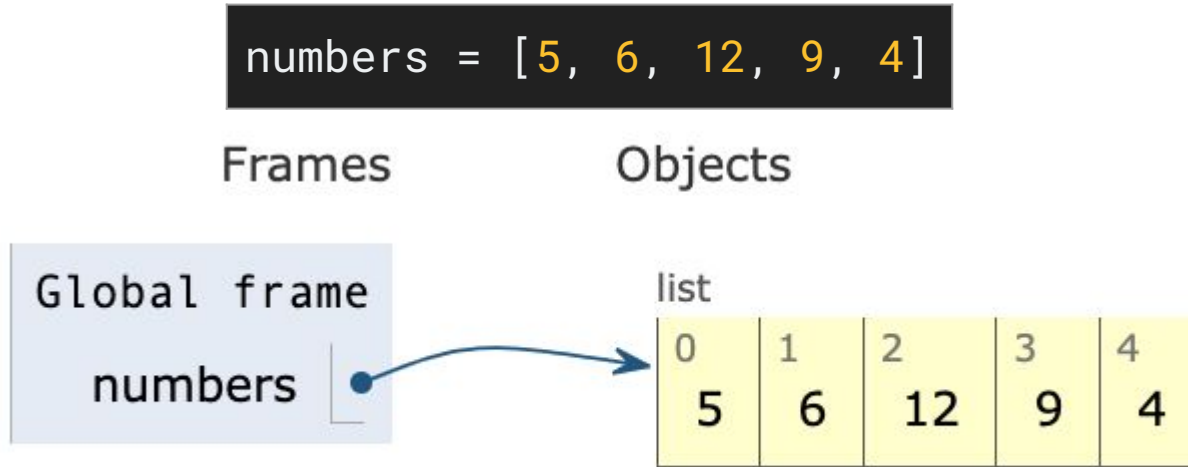 numbers = [5, 6, 12, 9, 4]
Frames Objects
Global frame
numbers
list
0 1 2 3 4
5 6 12 9 4